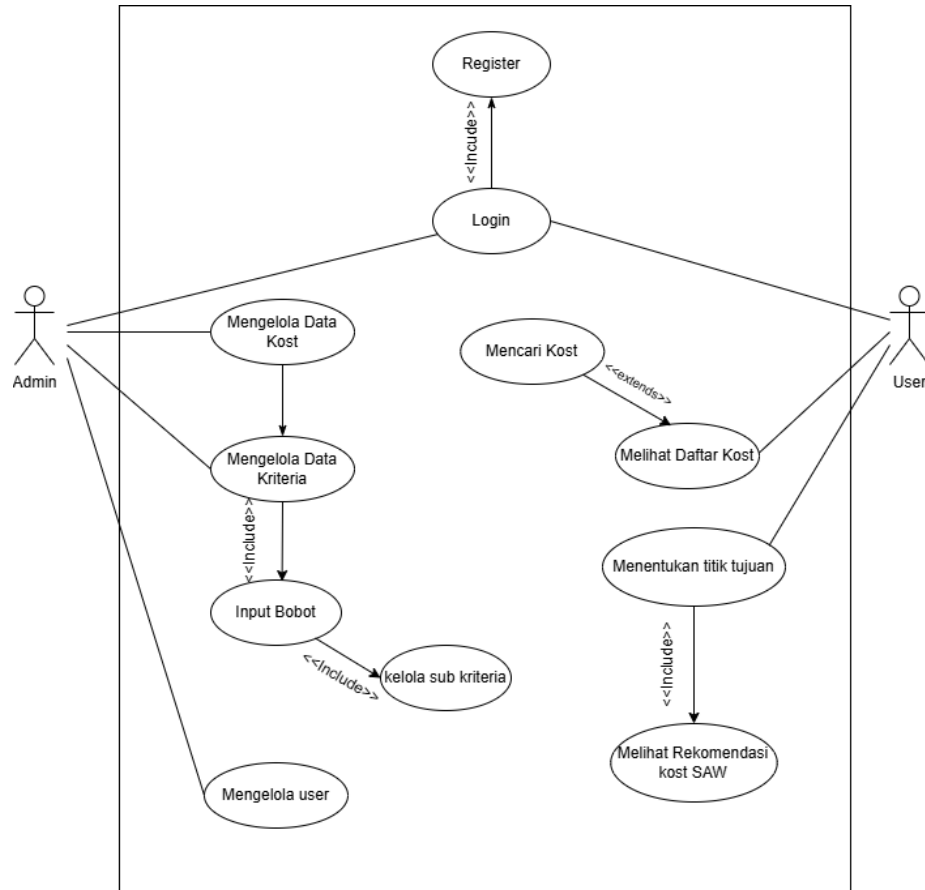 Register
<<Incude>>
Login
Admin
User
Mengelola Data
Kost
Mencari Kost
<<extends>>
Mengelola Data
Kriteria
Melihat Daftar Kost
<<Include>>
Menentukan titik tujuan
Input Bobot
<<Include>>
kelola sub kriteria
<<Include>>
Melihat Rekomendasi
kost SAW
Mengelola user